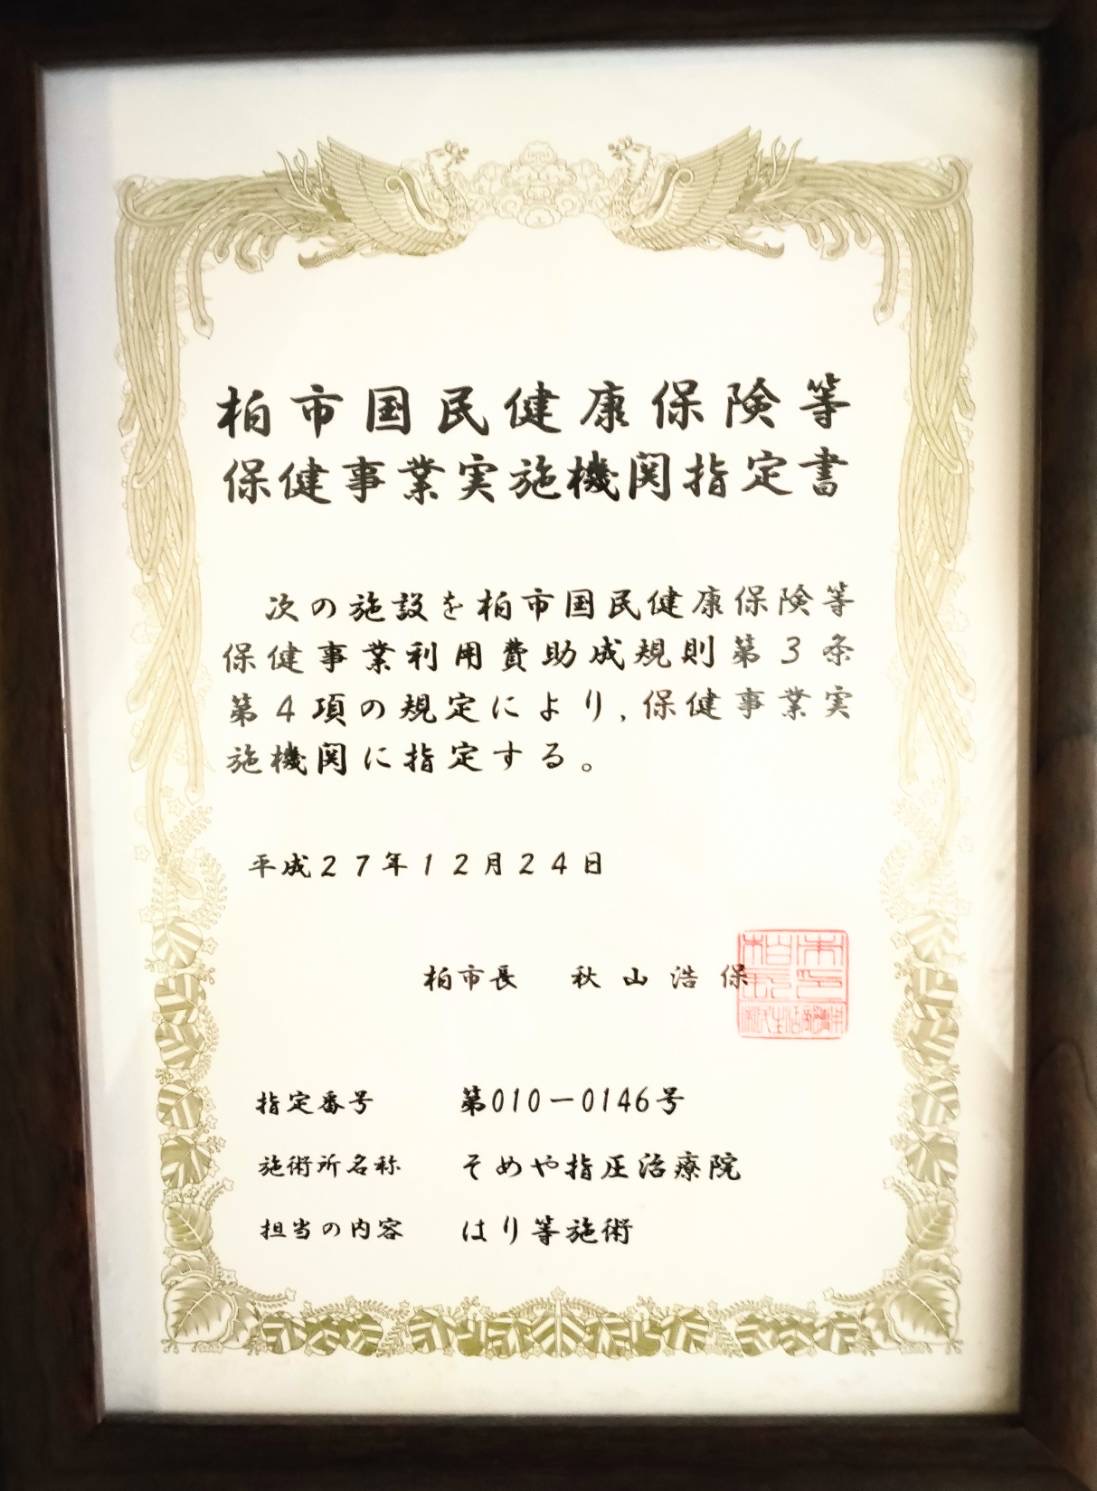 柏市国民健康保険等
保健事業実施機関指定書
次の施設を柏市国民健康保険等
保健事業利用費助成規則第3条
第4項の規定により,保健事業実
施機関に指定する。
平成27年12月24日
柏市長 秋山浩保
指定番号 第010-0146号
施術所名称 そめや指圧治療院
担当の内容 はり等施術